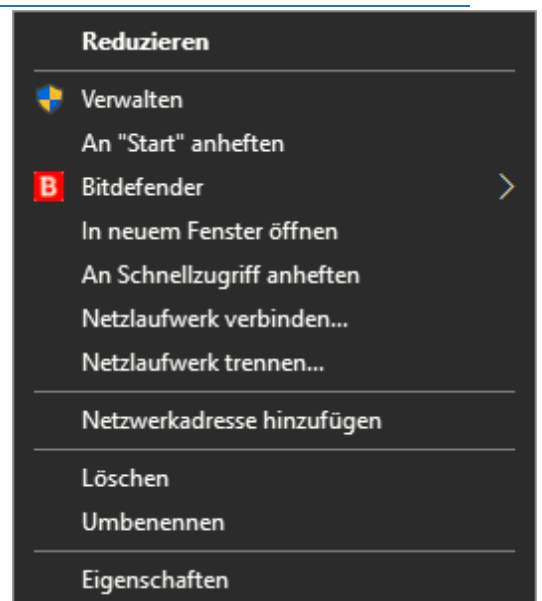 Reduzieren
Verwalten
An "Start" anheften
B Bitdefender
In neuem Fenster öffnen
An Schnellzugriff anheften
Netzlaufwerk verbinden...
Netzlaufwerk trennen...
Netzwerkadresse hinzufügen
Löschen
Umbenennen
Eigenschaften